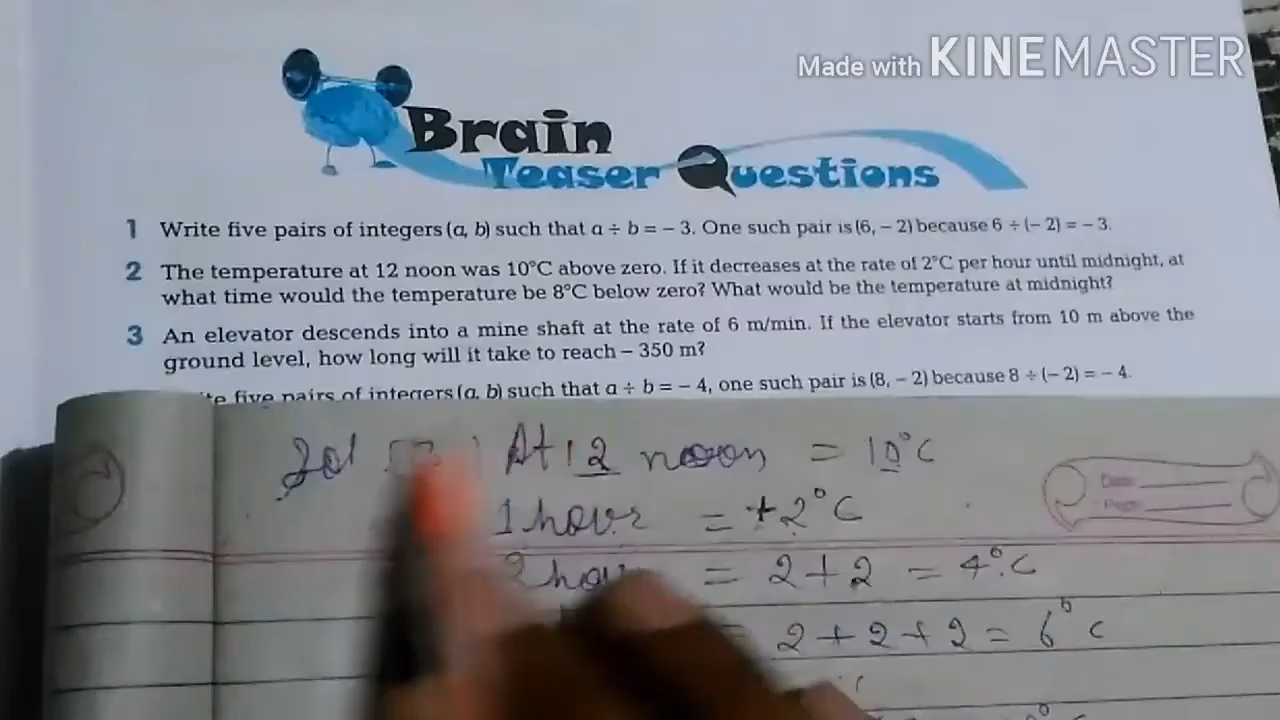 Made with KINEMASTER
Brain
Teaser Questions
1 Write five pairs of integers (a, b) such that a ÷ b = – 3. One such pair is (6, – 2) because 6 ÷ (– 2) = – 3.
2 The temperature at 12 noon was 10°C above zero. If it decreases at the rate of 2°C per hour until midnight, at
what time would the temperature be 8°C below zero? What would be the temperature at midnight?
3 An elevator descends into a mine shaft at the rate of 6 m/min. If the elevator starts from 10 m above the
ground level, how long will it take to reach – 350 m?
five pairs of integers (a, b) such that a ÷ b = – 4, one such pair is (8, – 2) because 8 ÷ (– 2) = – 4.
Sol At 12 noon = 10°C
Date
Page
1 hour = +2°C
2 hour = 2+2 = 4°C
= 2+2+2 = 6°C